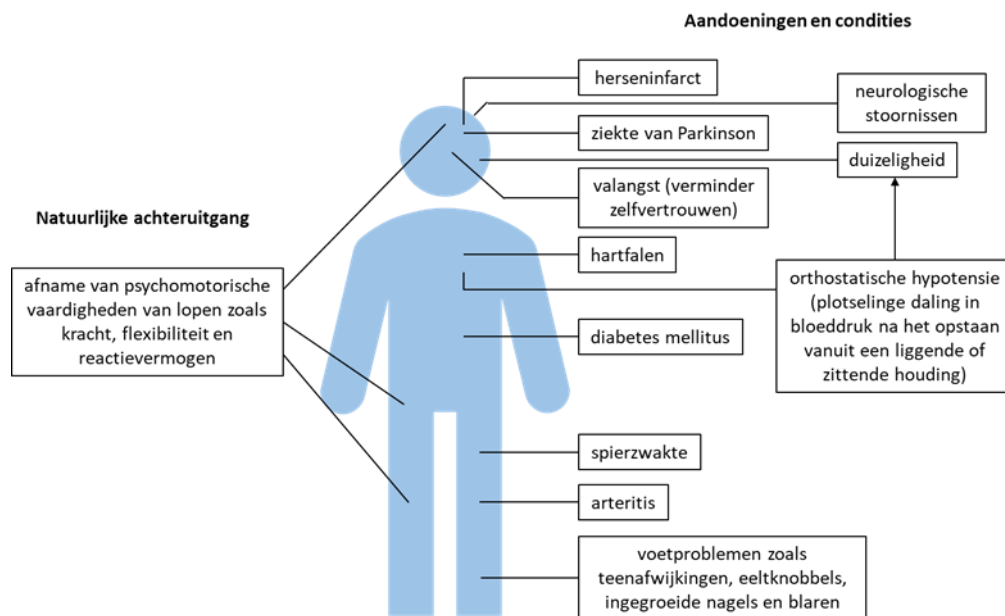 Aandoeningen en condities
herseninfarct
neurologische
stoornissen
ziekte van Parkinson
duizeligheid
valangst (verminder
zelfvertrouwen)
Natuurlijke achteruitgang
hartfalen
afname van psychomotorische
vaardigheden van lopen zoals
kracht, flexibiliteit en
reactievermogen
orthostatische hypotensie
(plotselinge daling in
bloeddruk na het opstaan
vanuit een liggende of
zittende houding)
diabetes mellitus
spierzwakte
arteritis
voetproblemen zoals
teenafwijkingen, eeltknobbels,
ingegroeide nagels en blaren